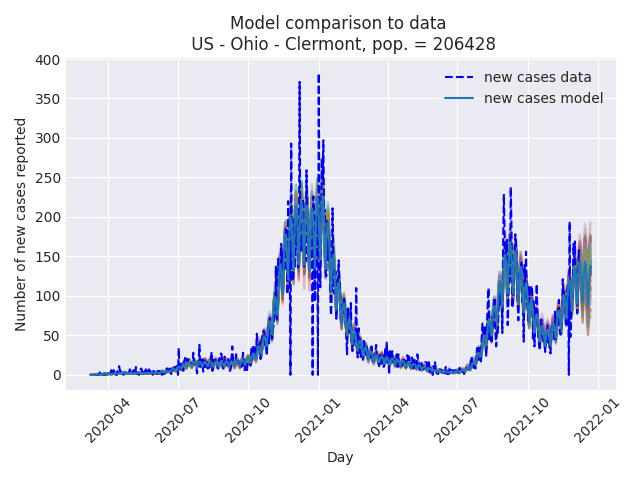 Model comparison to data
US - Ohio - Clermont, pop. = 206428
new cases data
new cases model
Number of new cases reported
400
350
300
250
200
150
100
50
0
2020-04
2020-07
2020-10
2021-01
2021-04
2021-07
2021-10
2022-01
Day